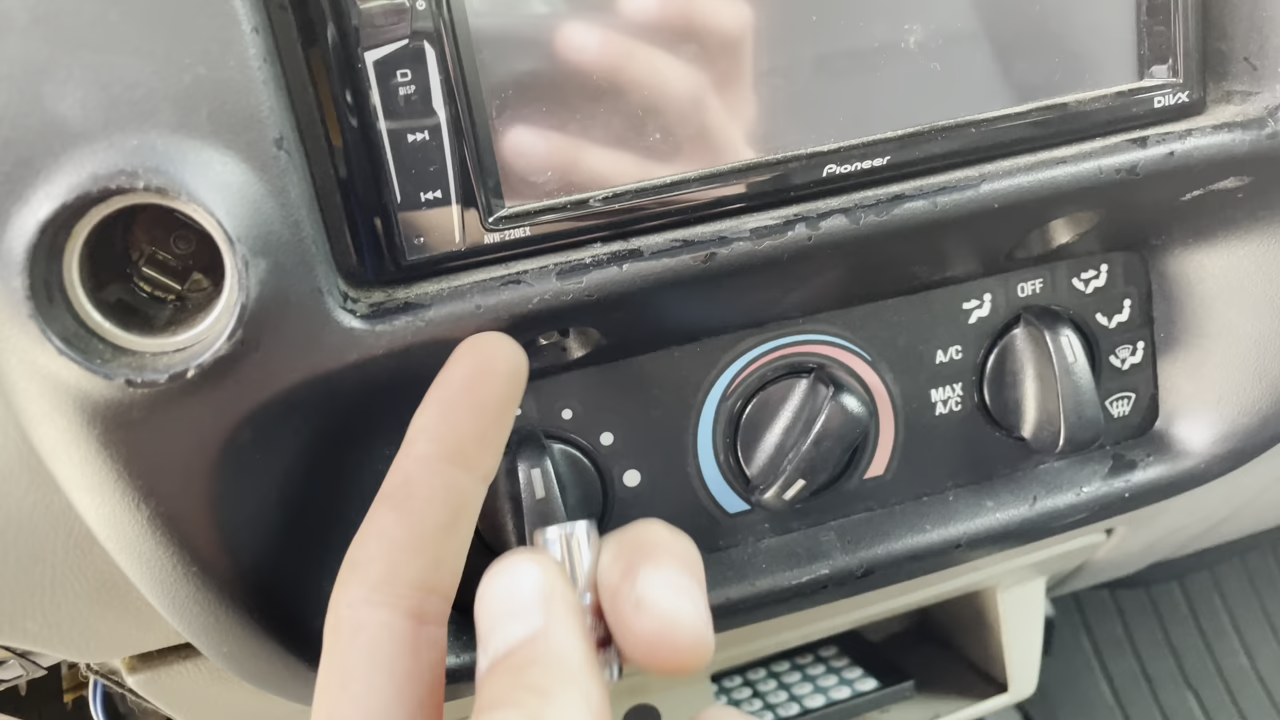 DISP
DIVX
Pioneer
AVH-220EX
OFF
A/C
MAX
A/C